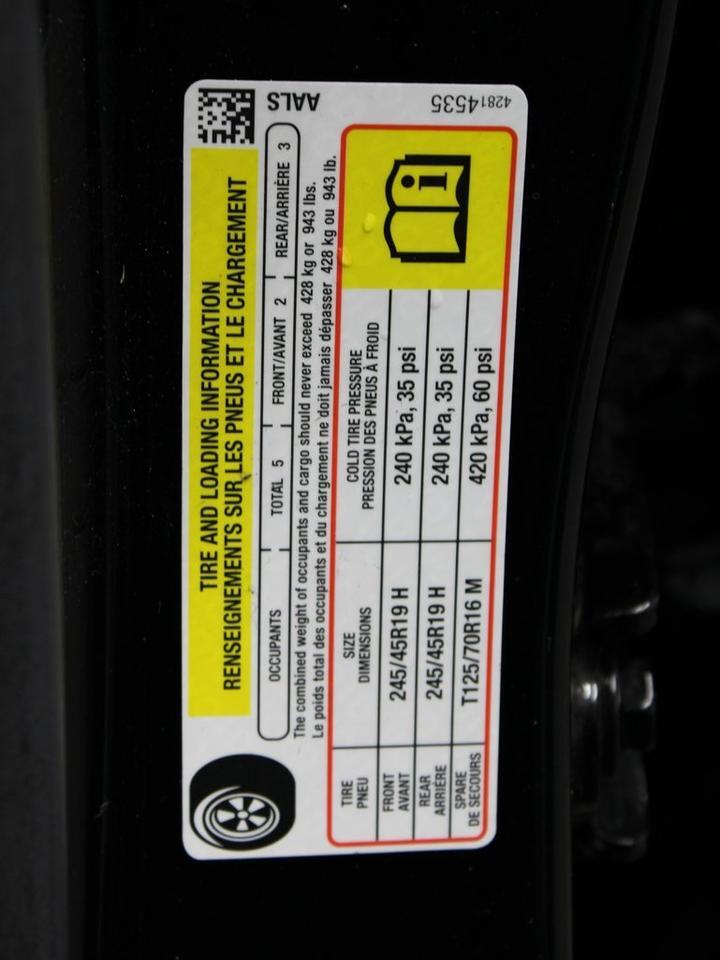 TIRE AND LOADING INFORMATION
RENSEIGNEMENTS SUR LES PNEUS ET LE CHARGEMENT
OCCUPANTS TOTAL 5 FRONT/AVANT 2 REAR/ARRIÈRE 3
The combined weight of occupants and cargo should never exceed 428 kg or 943 lbs.
Le poids total des occupants et du chargement ne doit jamais dépasser 428 kg ou 943 lb.
TIRE SIZE COLD TIRE PRESSURE
PNEU DIMENSIONS PRESSION DES PNEUS À FROID
FRONT
AVANT 245/45R19 H 240 kPa, 35 psi
REAR
ARRIÈRE 245/45R19 H 240 kPa, 35 psi
SPARE
DE SECOURS T125/70R16 M 420 kPa, 60 psi
AALS
42814535